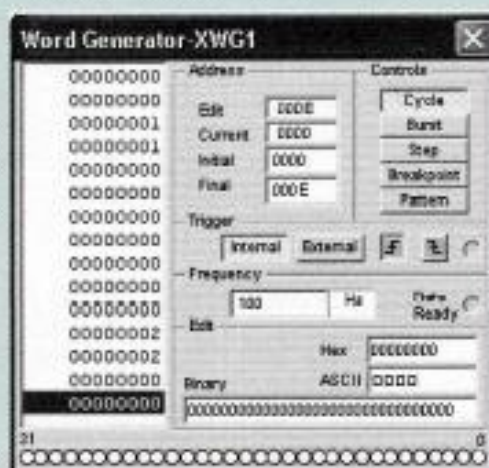 Word Generator-XWG1
00000000
00000000
00000001
00000001
00000000
00000000
00000000
00000000
00000000
00000000
00000000
00000002
00000002
00000000
00000000
Address
Edit 000E
Current 0000
Initial 0000
Final 000E
Controls
Cycle
Burst
Step
Breakpoint
Pattern
Trigger
Internal External
Frequency
100 Hz
Data
Ready
Edit
Hex 00000000
ASCII
Binary
00000000000000000000000000000000
31 0